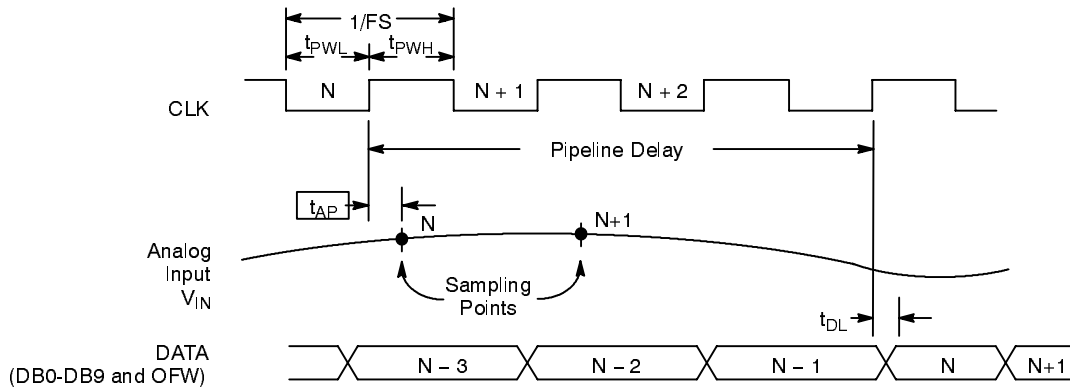 1/FS
tPWL tPWH
N N + 1 N + 2
CLK
Pipeline Delay
tAP
N N+1
Analog
Input
VIN
Sampling
Points
tDL
DATA
(DB0-DB9 and OFW)
N – 3 N – 2 N – 1 N N+1